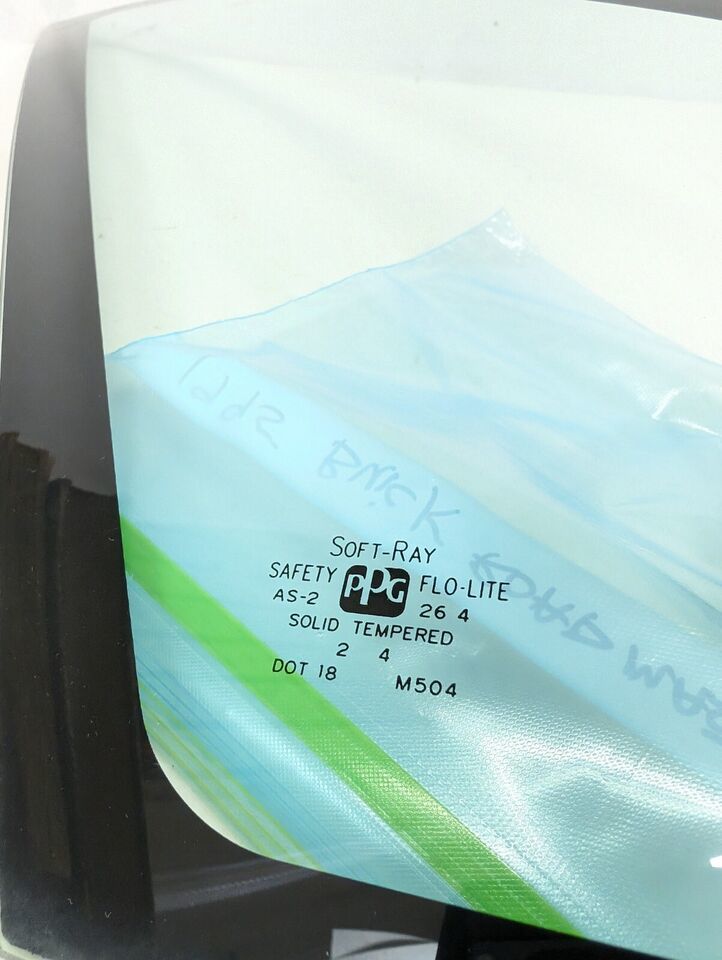 SOFT-RAY
SAFETY PPG FLO-LITE
AS-2 26 4
SOLID TEMPERED
2 4
DOT 18 M504
BRICK